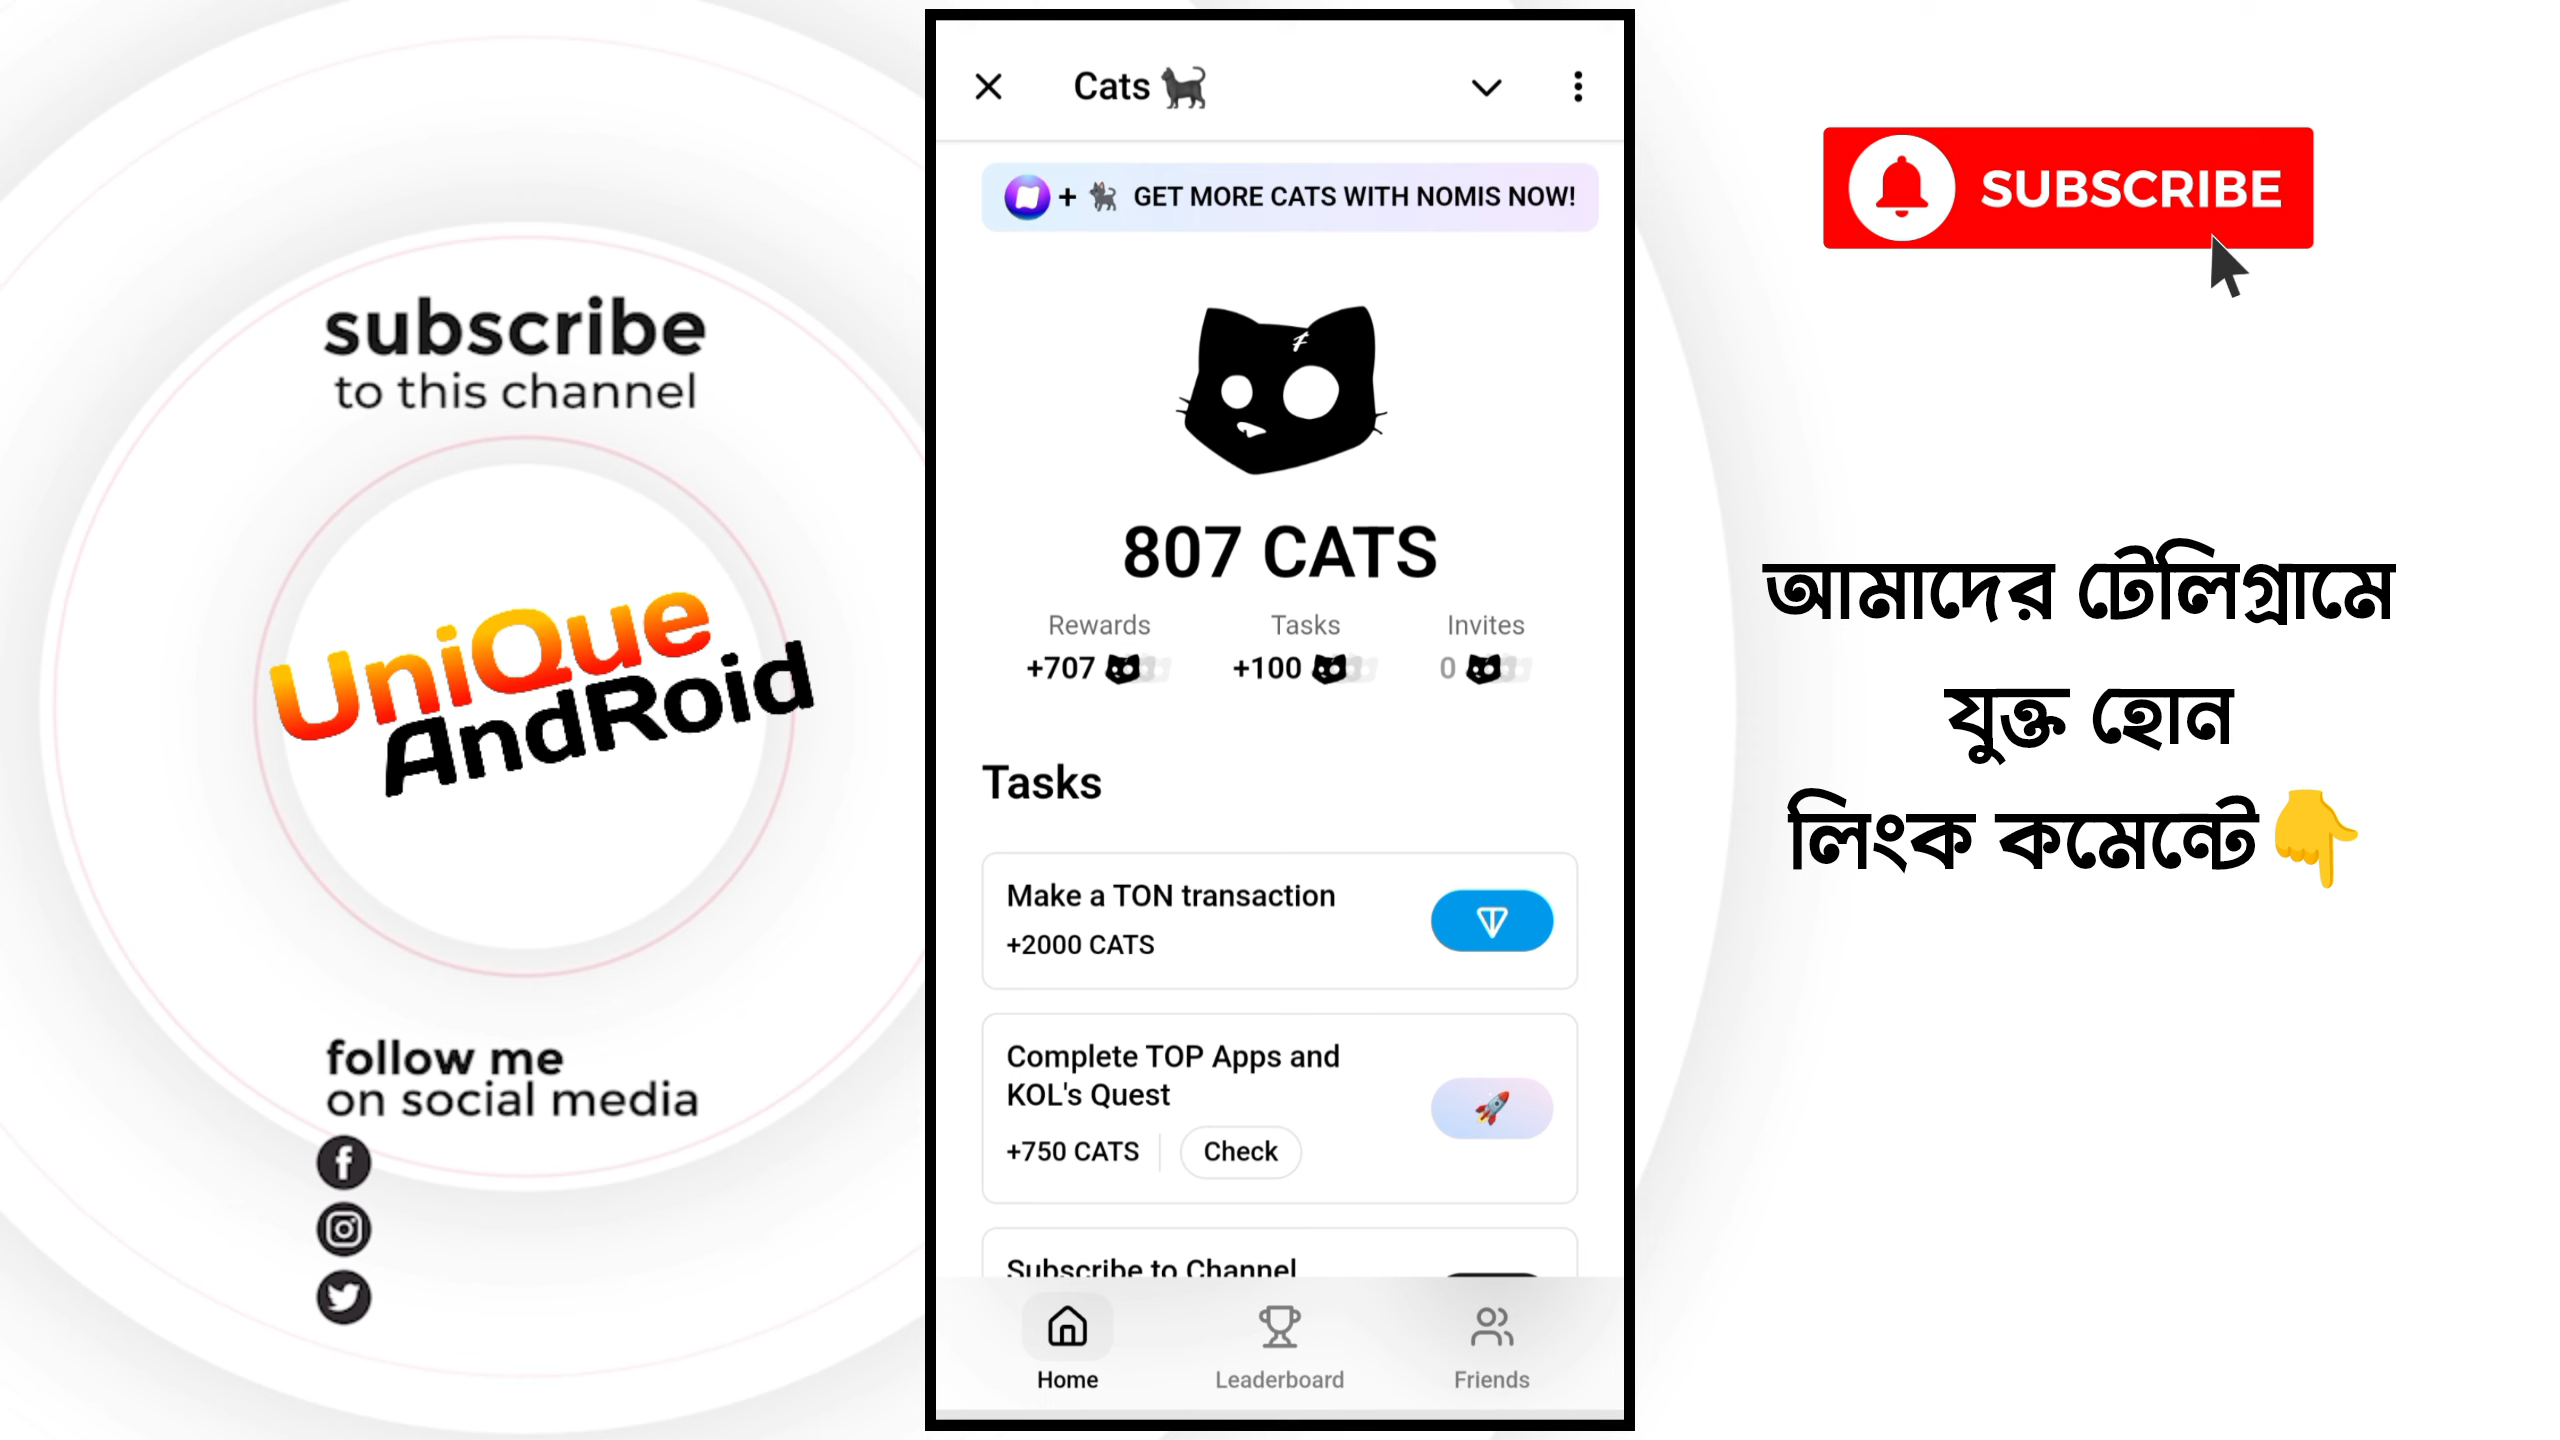 subscribe
to this channel
UniQue
AndRoid
follow me
on social media
Cats 🐈‍⬛
+ 🐈‍⬛ GET MORE CATS WITH NOMIS NOW!
807 CATS
Rewards Tasks Invites
+707 +100 0
Tasks
Make a TON transaction
+2000 CATS
Complete TOP Apps and
KOL's Quest
+750 CATS Check
Subscribe to Channel
Home Leaderboard Friends
SUBSCRIBE
আমাদের টেলিগ্রামে
যুক্ত হোন
লিংক কমেন্টে👇